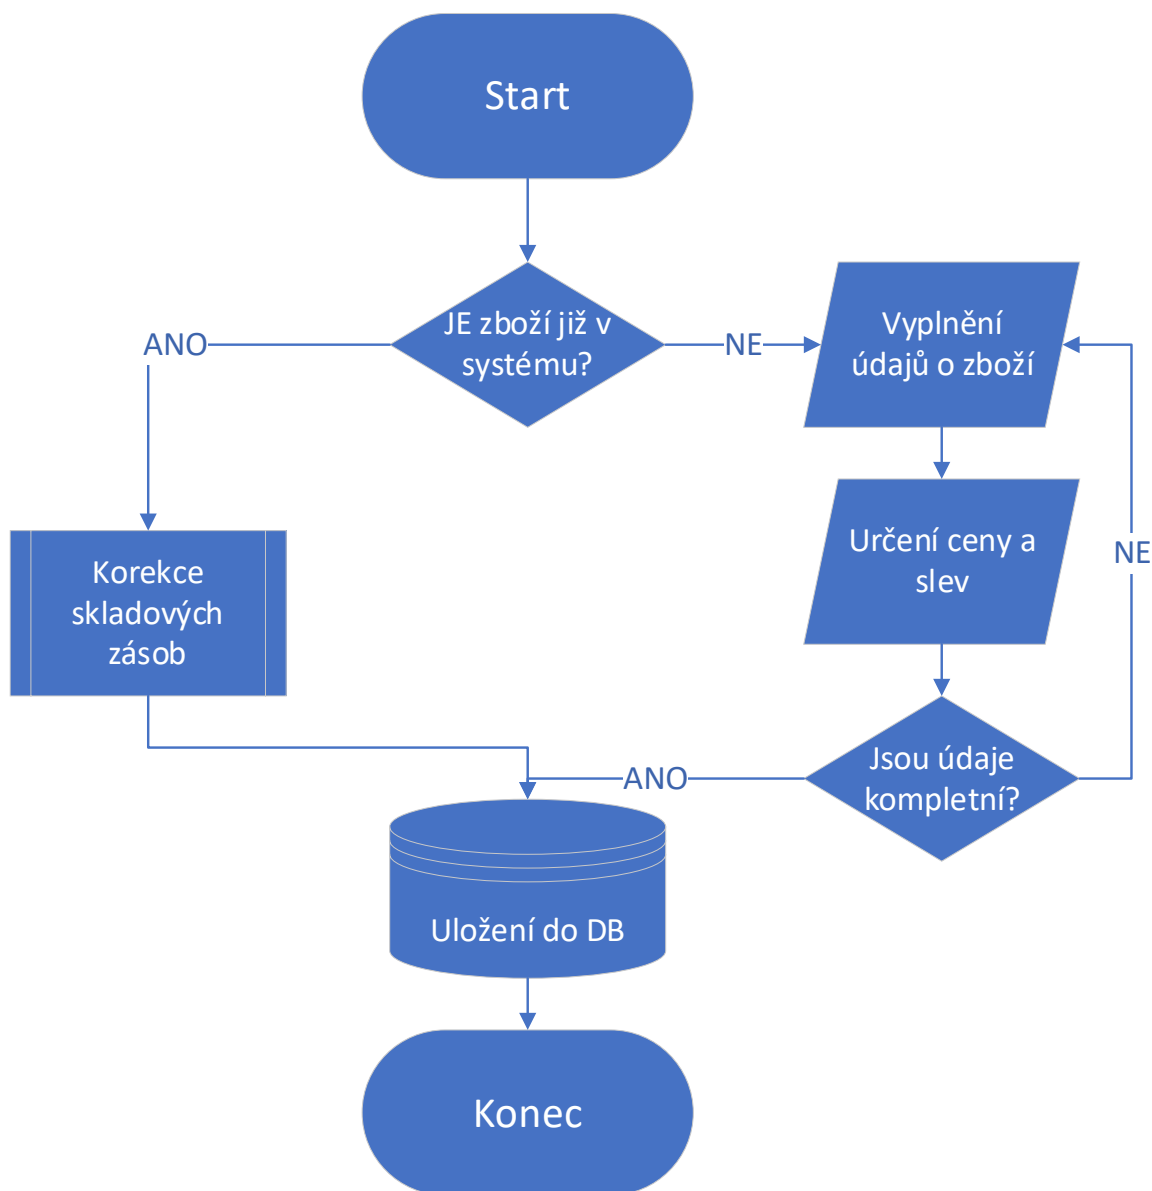 Start
JE zboží již v
systému?
ANO
NE
Vyplnění
údajů o zboží
Určení ceny a
slev
NE
Korekce
skladových
zásob
Jsou údaje
kompletní?
ANO
Uložení do DB
Konec